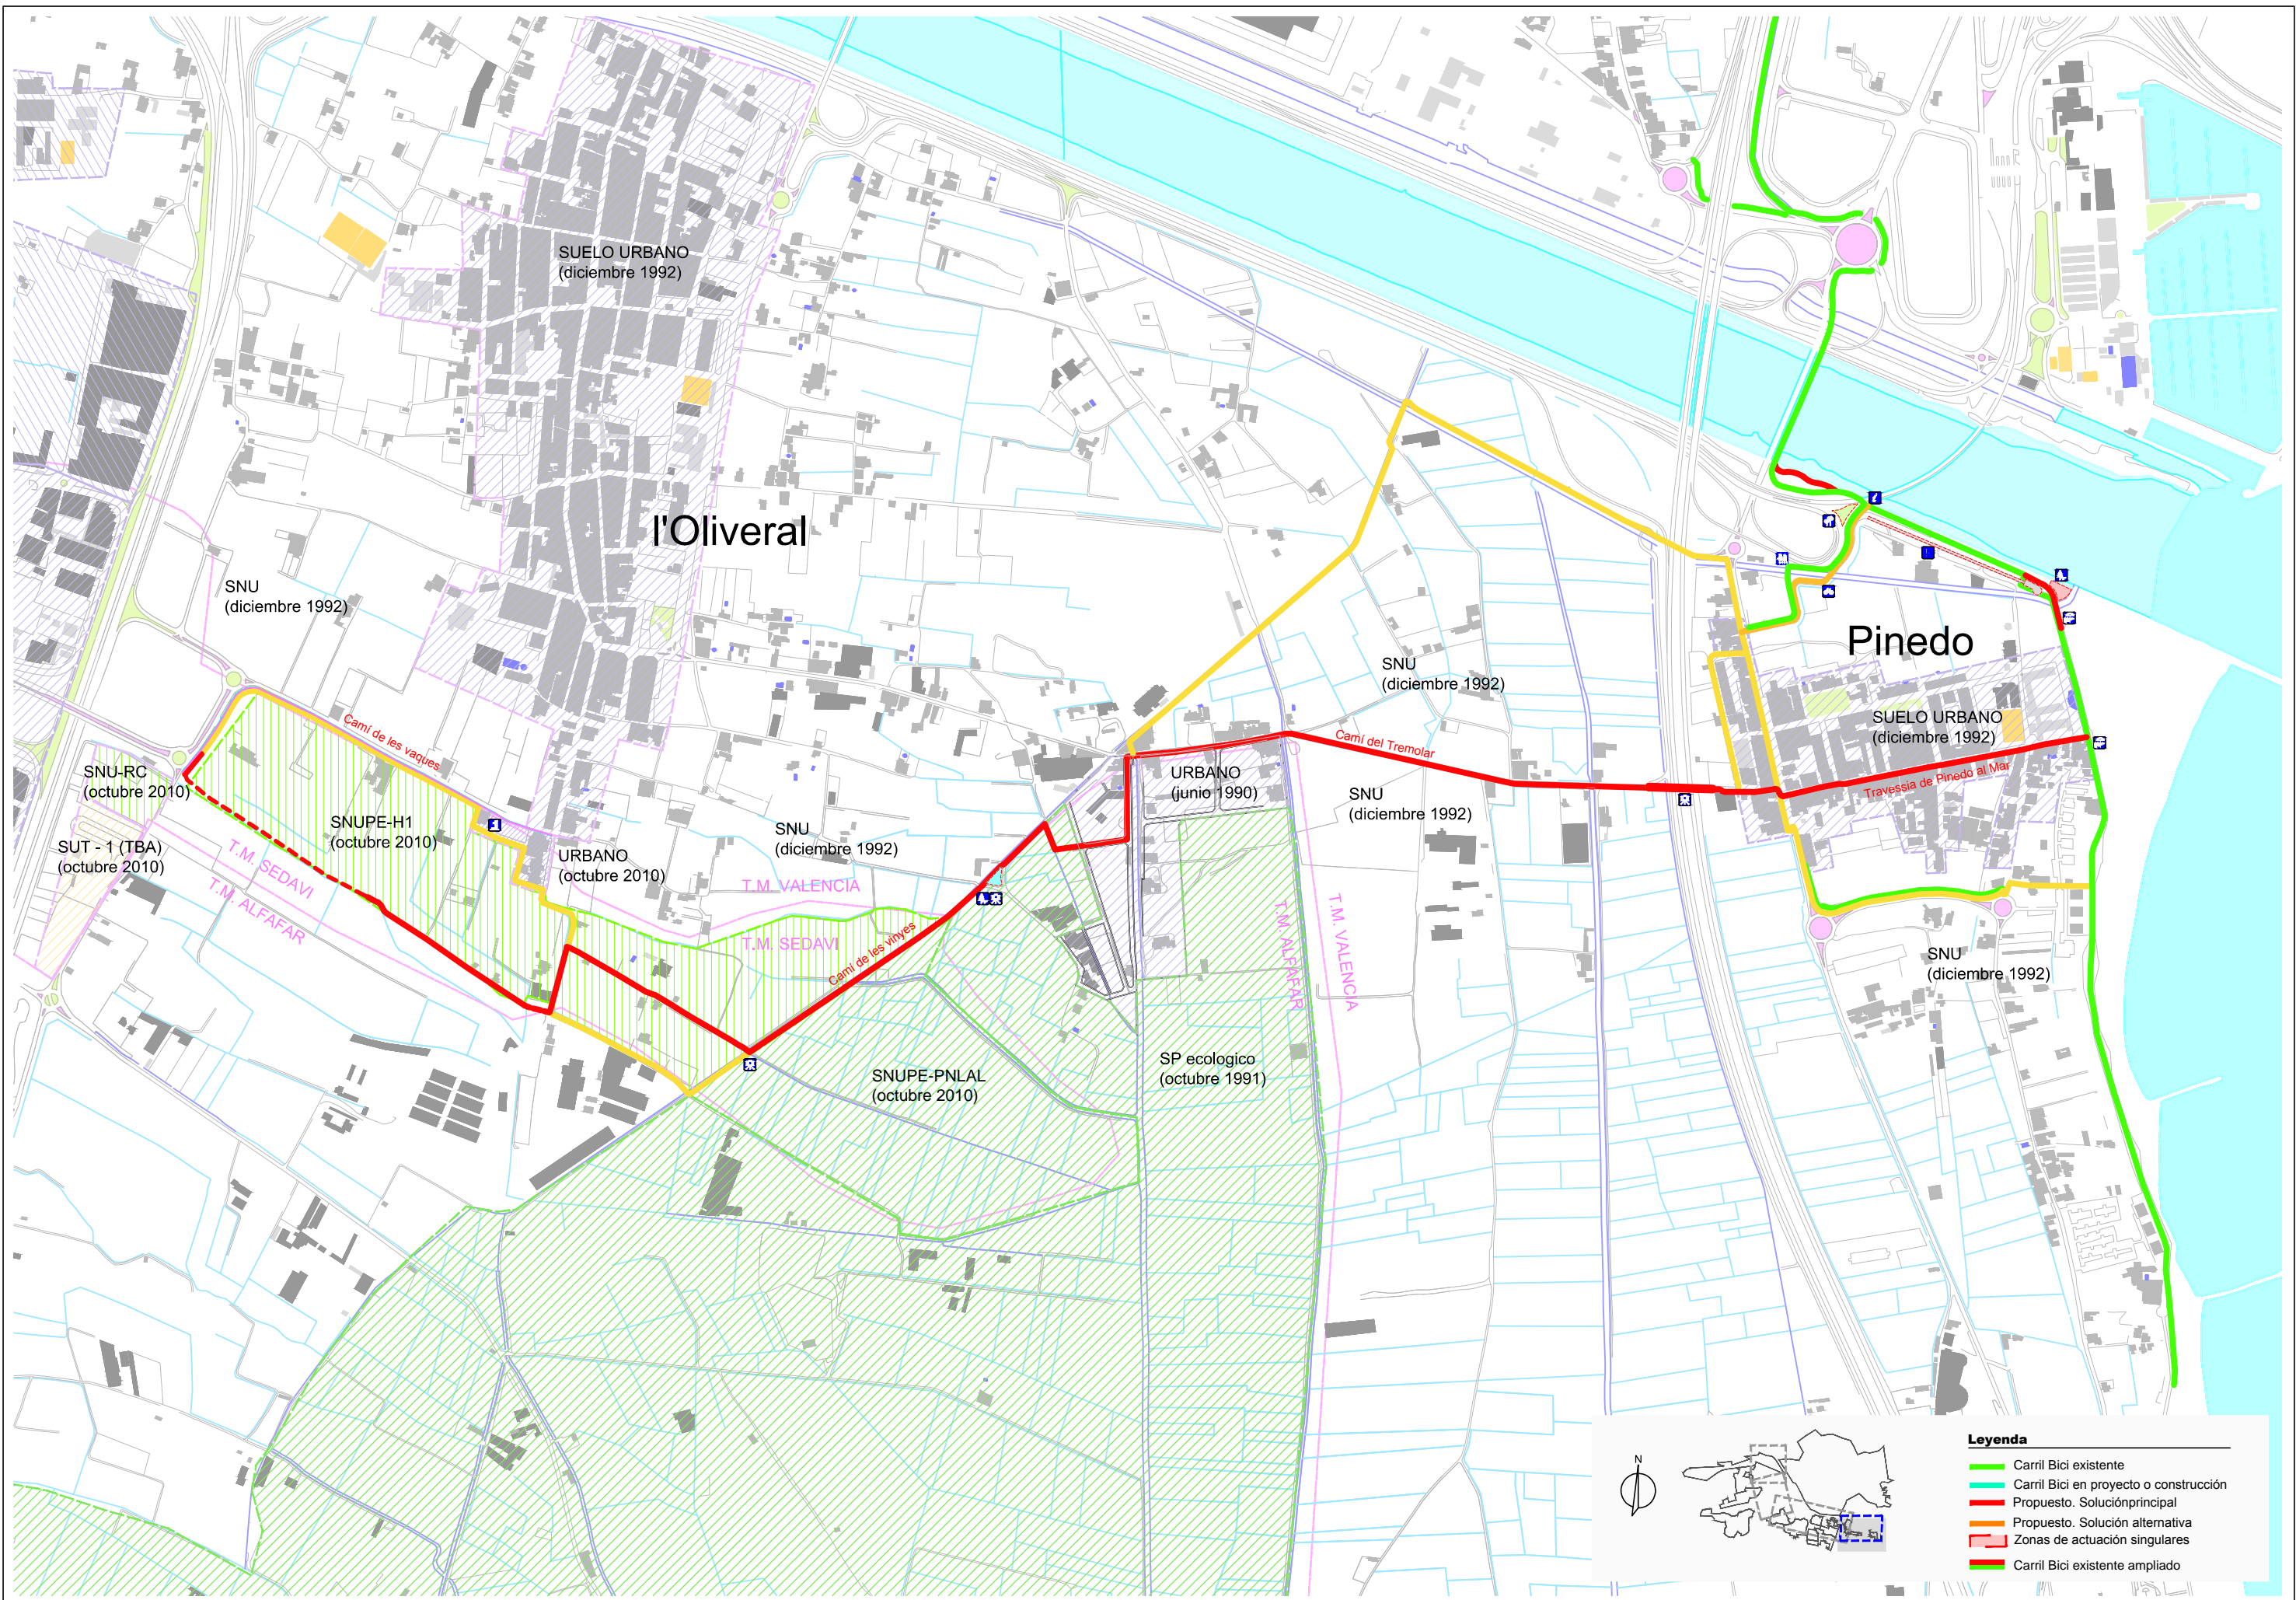 SUELO URBANO
(diciembre 1992)
l'Oliveral
SNU
(diciembre 1992)
Pinedo
SNU
(diciembre 1992)
SUELO URBANO
(diciembre 1992)
Camí de les vaques
Camí del Tremolar
Travessia de Pinedo al Mar
SNU-RC
(octubre 2010)
URBANO
(junio 1990)
SNU
(diciembre 1992)
SNUPE-H1
(octubre 2010)
SNU
(diciembre 1992)
SUT - 1 (TBA)
(octubre 2010)
URBANO
(octubre 2010)
T.M. SEDAVI
T.M. ALFAFAR
T.M. VALENCIA
T.M. SEDAVI
Camí de les vinyes
T.M. ALFAFAR
T.M. VALENCIA
SNU
(diciembre 1992)
SP ecologico
(octubre 1991)
SNUPE-PNLAL
(octubre 2010)
N
Leyenda
Carril Bici existente
Carril Bici en proyecto o construcción
Propuesto. Soluciónprincipal
Propuesto. Solución alternativa
Zonas de actuación singulares
Carril Bici existente ampliado